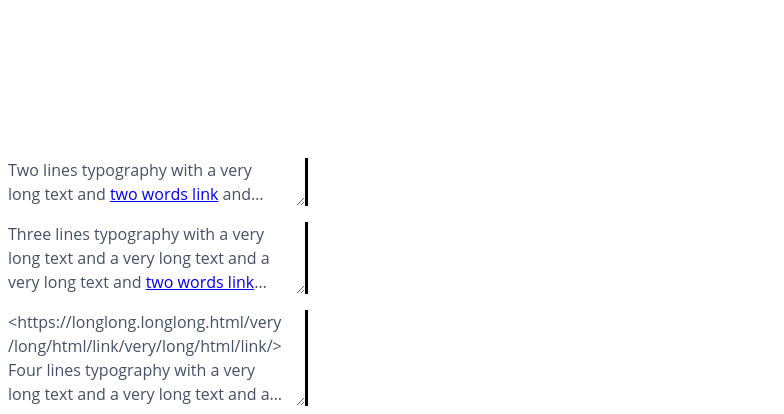 Two lines typography with a very
long text and two words link and...
Three lines typography with a very
long text and a very long text and a
very long text and two words link...
<https://longlong.longlong.html/very
/long/html/link/very/long/html/link/>
Four lines typography with a very
long text and a very long text and a...